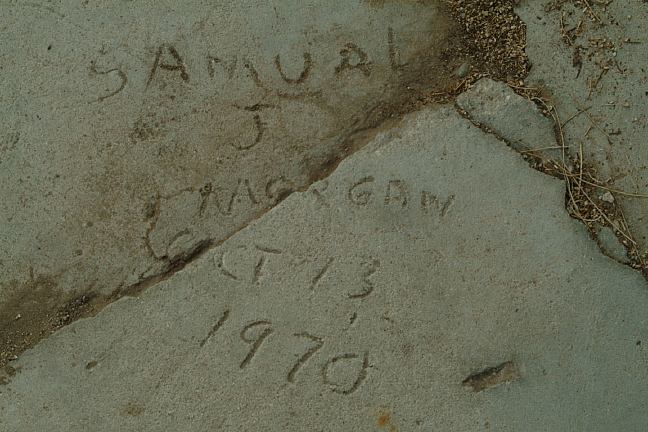 SAMUAL
J
MORGAN
OCT 13
1970